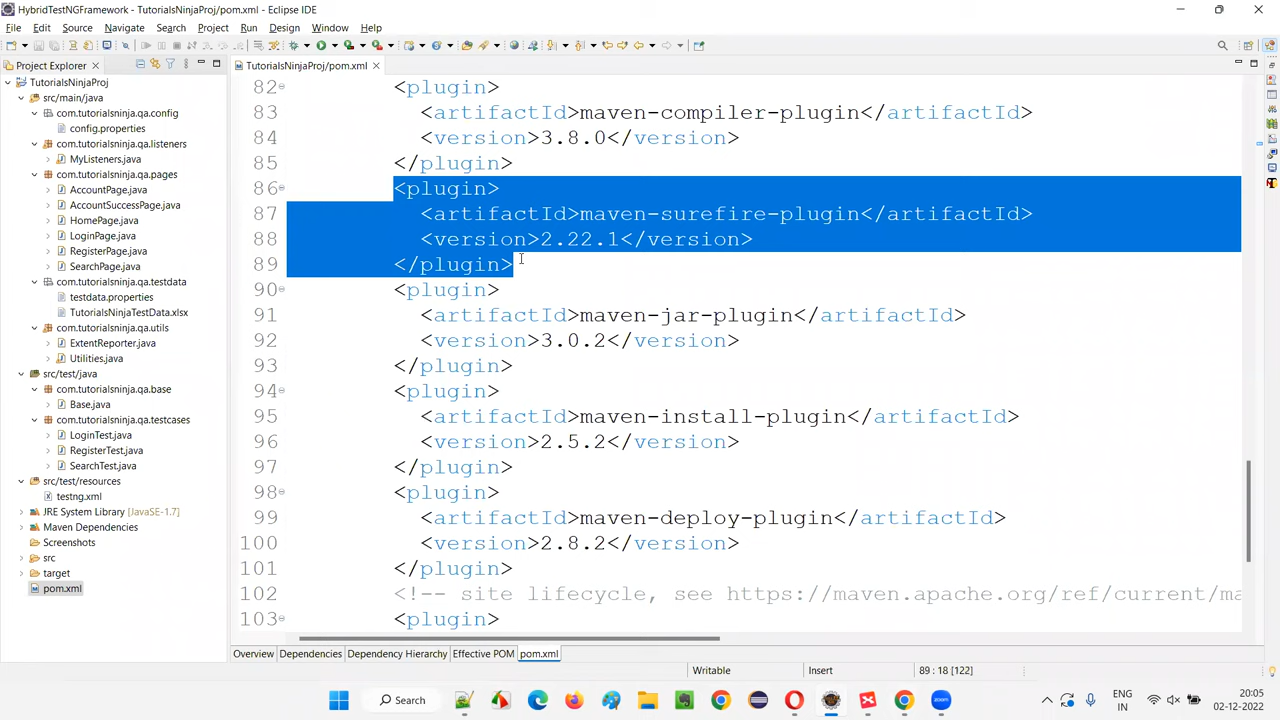 HybridTestNGFramework - TutorialsNinjaProj/pom.xml - Eclipse IDE
File Edit Source Navigate Search Project Design Run Window Help
Project Explorer
TutorialsNinjaProj/pom.xml
TutorialsNinjaProj
src/main/java
com.tutorialsninja.qa.config
config.properties
com.tutorialsninja.qa.listeners
MyListeners.java
com.tutorialsninja.qa.pages
AccountPage.java
AccountSuccessPage.java
HomePage.java
LoginPage.java
RegisterPage.java
SearchPage.java
com.tutorialsninja.qa.testdata
testdata.properties
TutorialsNinjaTestData.xlsx
com.tutorialsninja.qa.utils
ExtentReporter.java
Utilities.java
src/test/java
com.tutorialsninja.qa.base
Base.java
com.tutorialsninja.qa.testcases
LoginTest.java
RegisterTest.java
SearchTest.java
src/test/resources
testng.xml
JRE System Library [JavaSE-1.7]
Maven Dependencies
Screenshots
src
target
pom.xml
82 <plugin>
83 <artifactId>maven-compiler-plugin</artifactId>
84 <version>3.8.0</version>
85 </plugin>
86 <plugin>
87 <artifactId>maven-surefire-plugin</artifactId>
88 <version>2.22.1</version>
89 </plugin>
90 <plugin>
91 <artifactId>maven-jar-plugin</artifactId>
92 <version>3.0.2</version>
93 </plugin>
94 <plugin>
95 <artifactId>maven-install-plugin</artifactId>
96 <version>2.5.2</version>
97 </plugin>
98 <plugin>
99 <artifactId>maven-deploy-plugin</artifactId>
100 <version>2.8.2</version>
101 </plugin>
102 <!-- site lifecycle, see https://maven.apache.org/ref/current/ma
103 <plugin>
Overview Dependencies Dependency Hierarchy Effective POM pom.xml
Writable Insert 89 : 18 [122]
Search
ENG
IN
20:05
02-12-2022